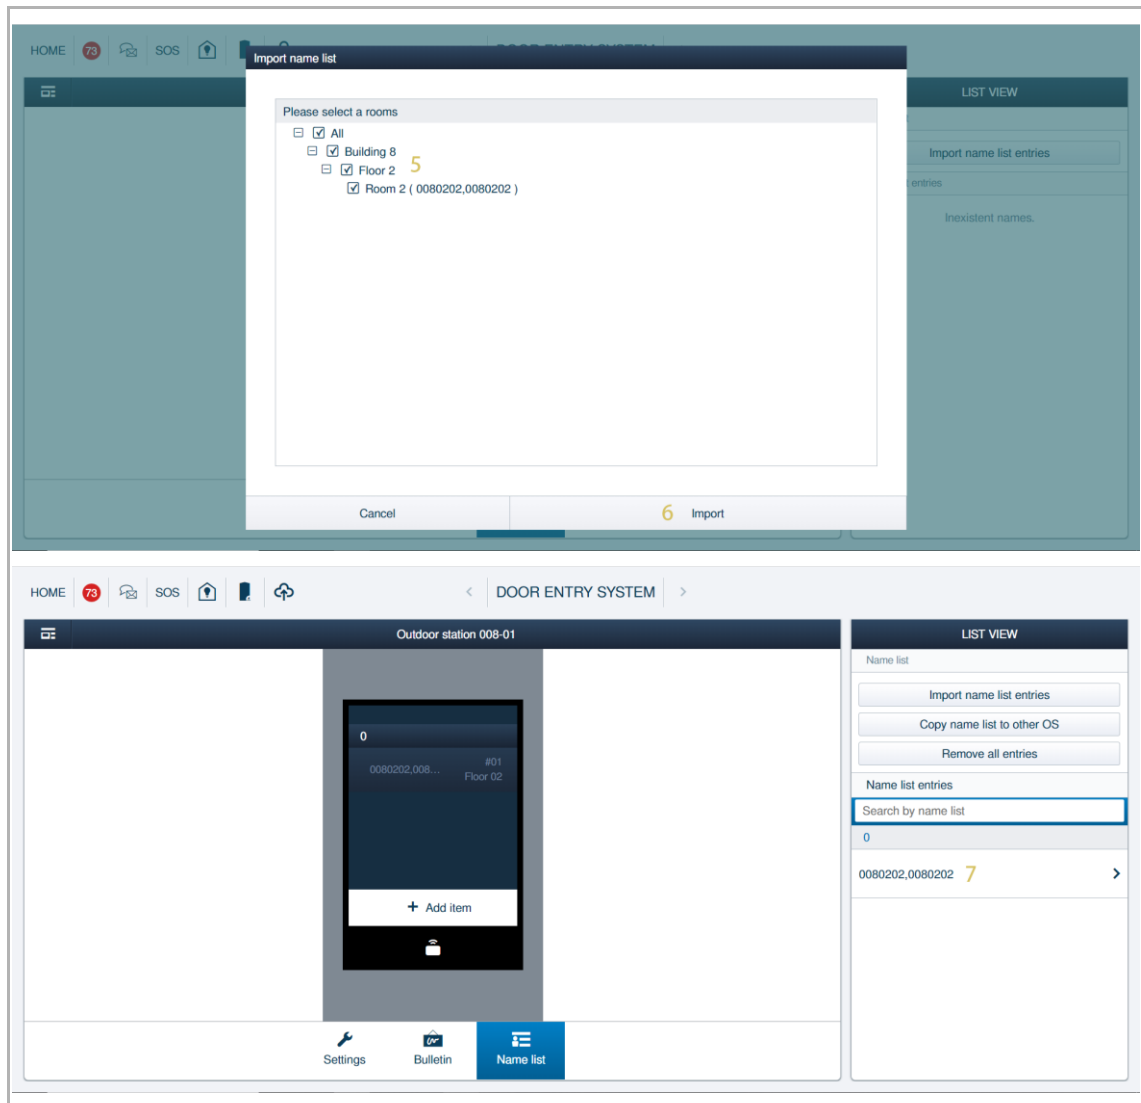 HOME 73 SOS DOOR ENTRY SYSTEM
Import name list
LIST VIEW
Please select a rooms
All
Building 8
5
Floor 2
Room 2 ( 0080202,0080202 )
Import name list entries
entries
Inexistent names.
Cancel
6 Import
HOME 73 SOS < DOOR ENTRY SYSTEM >
Outdoor station 008-01
LIST VIEW
Name list
Import name list entries
Copy name list to other OS
Remove all entries
Name list entries
Search by name list
0
0080202,0080202 7 >
0
0080202,008... #01
Floor 02
+ Add item
Settings Bulletin Name list